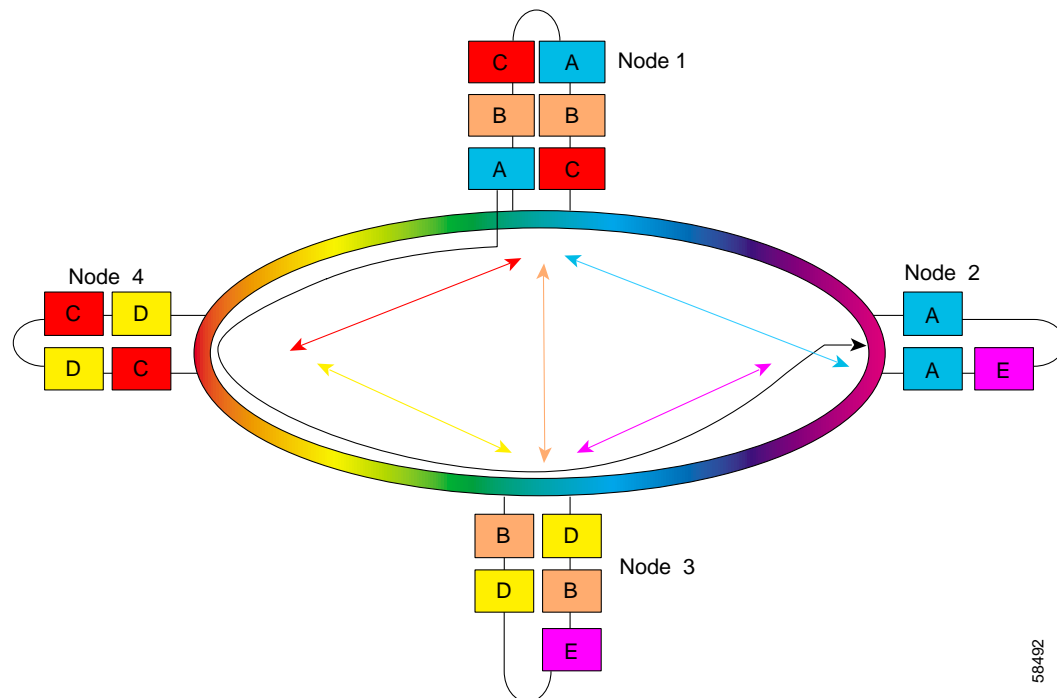 C A Node 1
B B
A C
Node 4
C D
D C
Node 2
A
A E
B D
D B
E
Node 3
58492